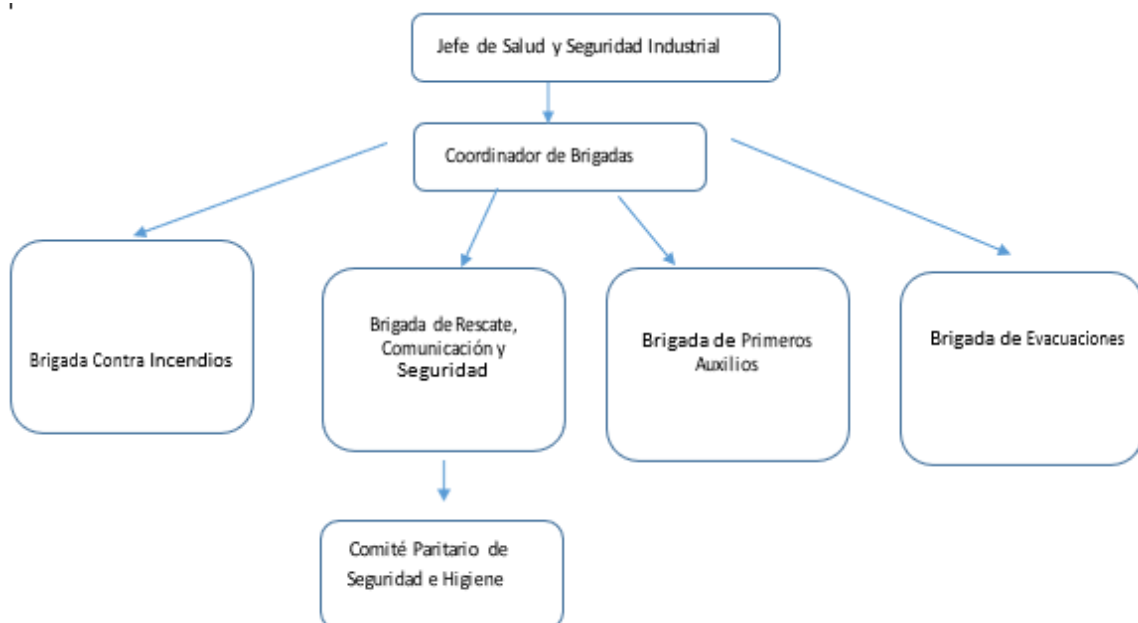 Jefe de Salud y Seguridad Industrial
Coordinador de Brigadas
Brigada Contra Incendios
Brigada de Rescate,
Comunicación y
Seguridad
Brigada de Primeros
Auxilios
Brigada de Evacuaciones
Comité Paritario de
Seguridad e Higiene